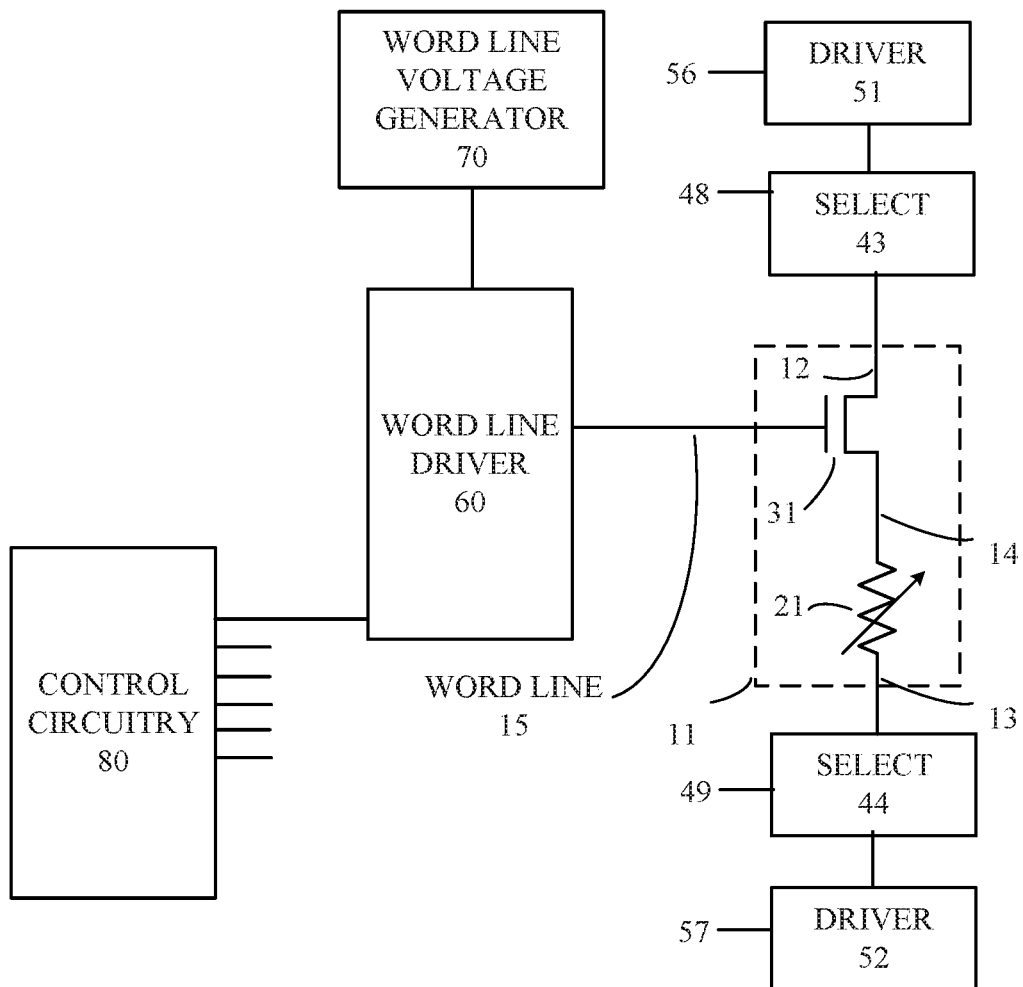 WORD LINE
VOLTAGE
GENERATOR
70
56
DRIVER
51
48
SELECT
43
12
WORD LINE
DRIVER
60
31
14
21
CONTROL
CIRCUITRY
80
WORD LINE
15
11
13
49
SELECT
44
57
DRIVER
52